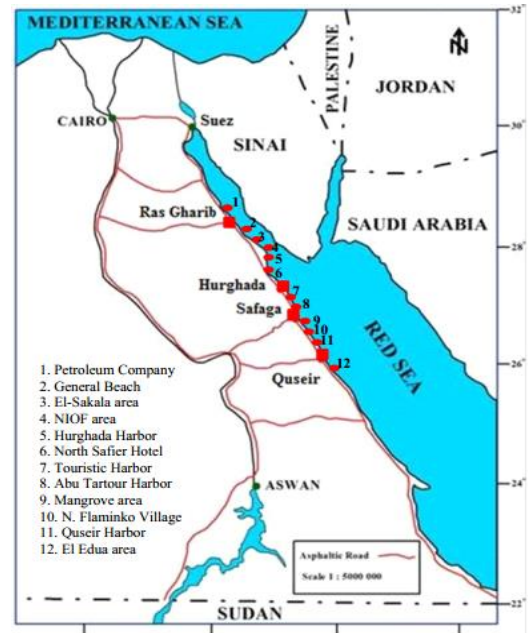 MEDITERRANEAN SEA
32°
N
PALESTINE
JORDAN
CAIRO
Suez
30°
SINAI
SAUDI ARABIA
Ras Gharib
1
2
3
4
5
6
28°
Hurghada
7
8
Safaga
9
10
11
12
RED SEA
26°
Quseir
1. Petroleum Company
2. General Beach
3. El-Sakala area
4. NIOF area
5. Hurghada Harbor
6. North Safier Hotel
7. Touristic Harbor
8. Abu Tartour Harbor
9. Mangrove area
10. N. Flaminko Village
11. Quseir Harbor
12. El Edua area
24°
ASWAN
Asphaltic Road
Scale 1 : 5000 000
22°
SUDAN